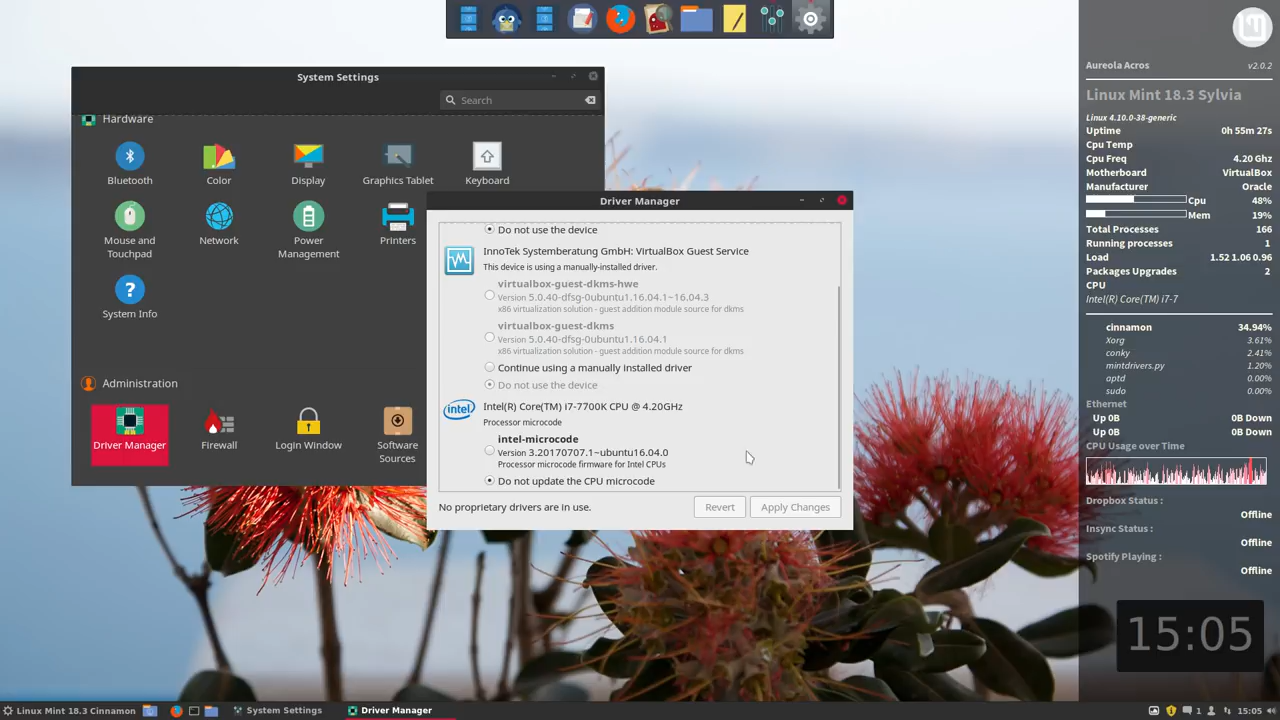 System Settings
Search
Hardware
Bluetooth
Color
Display
Graphics Tablet
Keyboard
Mouse and
Touchpad
Network
Power
Management
Printers
System Info
Administration
Driver Manager
Firewall
Login Window
Software
Sources
Driver Manager
Do not use the device
InnoTek Systemberatung GmbH: VirtualBox Guest Service
This device is using a manually-installed driver.
virtualbox-guest-dkms-hwe
Version 5.0.40-dfsg-0ubuntu1.16.04.1~16.04.3
x86 virtualization solution - guest addition module source for dkms
virtualbox-guest-dkms
Version 5.0.40-dfsg-0ubuntu1.16.04.1
x86 virtualization solution - guest addition module source for dkms
Continue using a manually installed driver
Do not use the device
intel
Intel(R) Core(TM) i7-7700K CPU @ 4.20GHz
Processor microcode
intel-microcode
Version 3.20170707.1~ubuntu16.04.0
Processor microcode firmware for Intel CPUs
Do not update the CPU microcode
No proprietary drivers are in use.
Revert
Apply Changes
Aureola Acros v2.0.2
Linux Mint 18.3 Sylvia
Linux 4.10.0-38-generic
Uptime 0h 55m 27s
Cpu Temp
Cpu Freq 4.20 Ghz
Motherboard VirtualBox
Manufacturer Oracle
Cpu 48%
Mem 19%
Total Processes 166
Running processes 1
Load 1.52 1.06 0.96
Packages Upgrades 2
CPU
Intel(R) Core(TM) i7-7
cinnamon 34.94%
Xorg 3.61%
conky 2.41%
mintdrivers.py 1.20%
aptd 0.00%
sudo 0.00%
Ethernet
Up 0B 0B Down
Up 0B 0B Down
CPU Usage over Time
Dropbox Status :
Offline
Insync Status :
Offline
Spotify Playing :
Offline
15:05
Linux Mint 18.3 Cinnamon
System Settings
Driver Manager
1
15:05